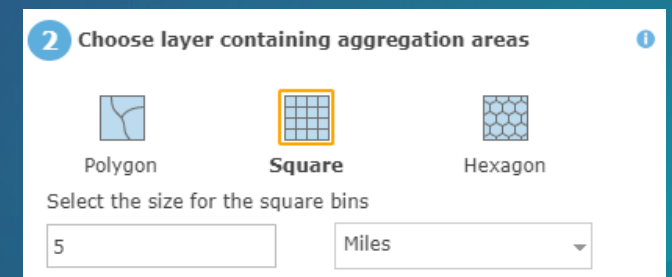 2 Choose layer containing aggregation areas i
Polygon Square Hexagon
Select the size for the square bins
5 Miles